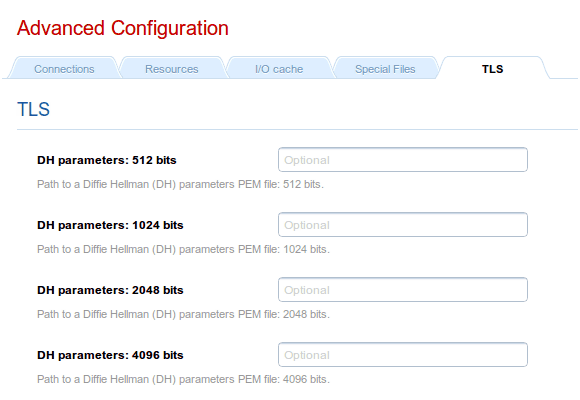 Advanced Configuration
Connections Resources I/O cache Special Files TLS
TLS
DH parameters: 512 bits Optional
Path to a Diffie Hellman (DH) parameters PEM file: 512 bits.
DH parameters: 1024 bits Optional
Path to a Diffie Hellman (DH) parameters PEM file: 1024 bits.
DH parameters: 2048 bits Optional
Path to a Diffie Hellman (DH) parameters PEM file: 2048 bits.
DH parameters: 4096 bits Optional
Path to a Diffie Hellman (DH) parameters PEM file: 4096 bits.